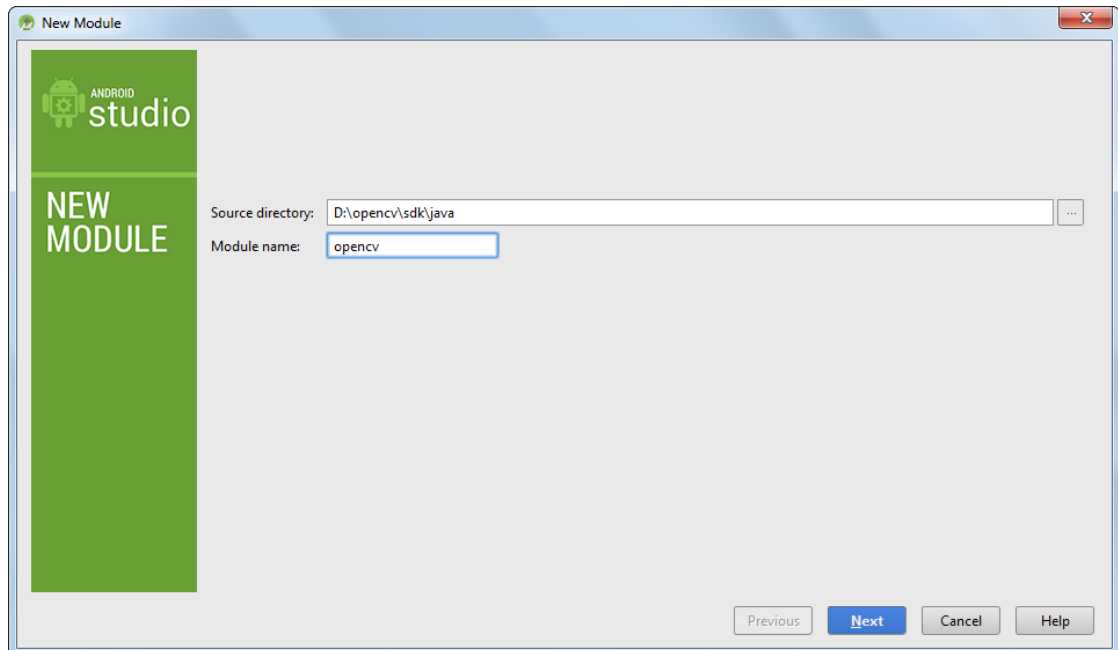 New Module
ANDROID
studio
NEW
MODULE
Source directory: D:\opencv\sdk\java ...
Module name: opencv
Previous Next Cancel Help